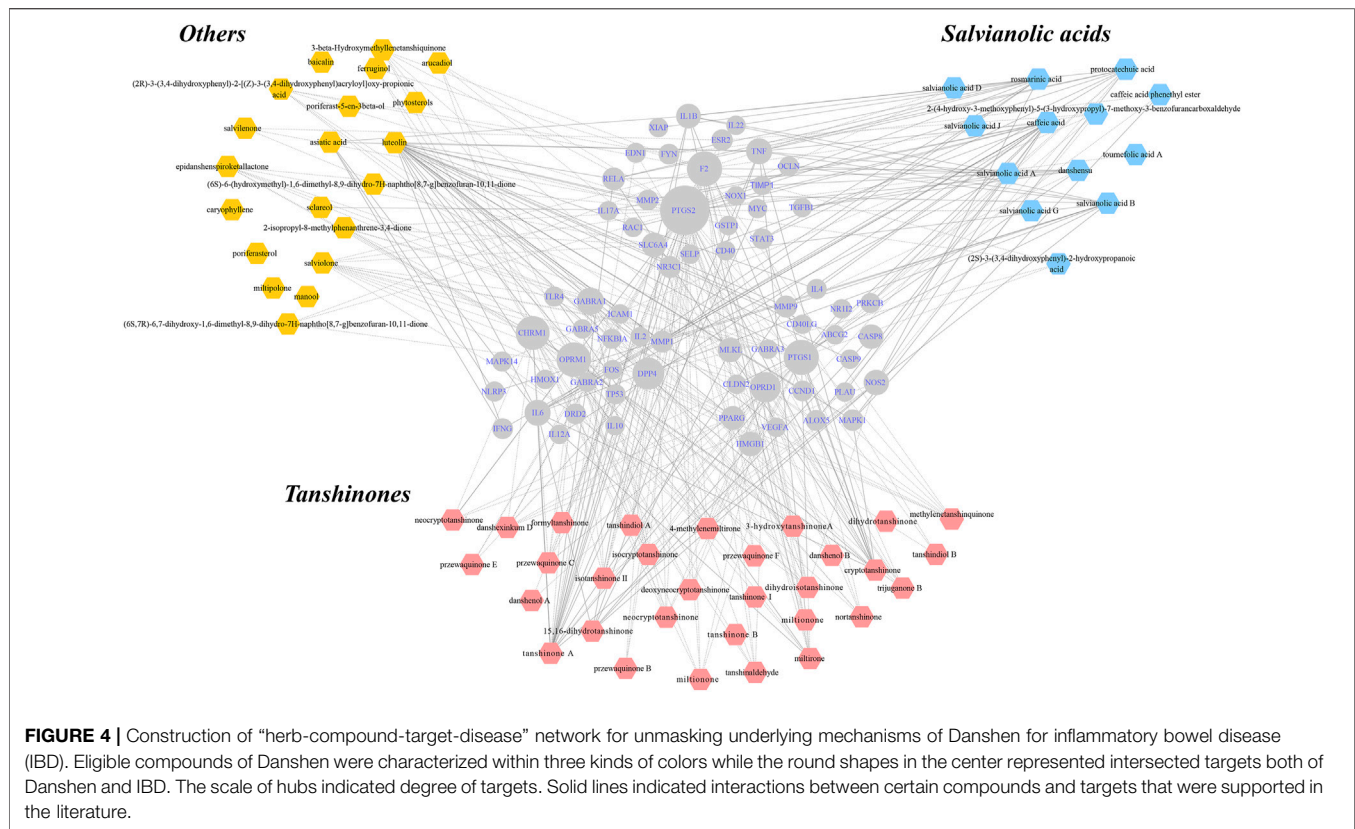 Others
Salvianolic acids
3-beta-Hydroxymethyllenetanshiquinone
baicalin
ferruginol
arucadiol
(2R)-3-(3,4-dihydroxyphenyl)-2-[(Z)-3-(3,4-dihydroxyphenyl)acryloyl]oxy-propionic
acid
poriferast-5-en-3beta-ol
phytosterols
salvilenone
asiatic acid
luteolin
epidanshenspiroketallactone
(6S)-6-(hydroxymethyl)-1,6-dimethyl-8,9-dihydro-7H-naphtho[8,7-g]benzofuran-10,11-dione
caryophyllene
sclareol
2-isopropyl-8-methylphenanthrene-3,4-dione
poriferasterol
salviolone
miltipolone
manool
(6S,7R)-6,7-dihydroxy-1,6-dimethyl-8,9-dihydro-7H-naphtho[8,7-g]benzofuran-10,11-dione
protocatechuic acid
rosmarinic acid
salvianolic acid D
caffeic acid phenethyl ester
2-(4-hydroxy-3-methoxyphenyl)-5-(3-hydroxypropyl)-7-methoxy-3-benzofurancarboxaldehyde
salvianolic acid J
caffeic acid
tournefolic acid A
salvianolic acid A
danshensu
salvianolic acid G
salvianolic acid B
(2S)-3-(3,4-dihydroxyphenyl)-2-hydroxypropanoic
acid
IL1B
XIAP
IL22
ESR2
EDN1
FYN
TNF
F2
OCLN
RELA
TIMP1
MMP2
NOX1
PTGS2
MYC
IL17A
TGFB1
RAC1
GSTP1
STAT3
SLC6A4
CD40
SELP
NR3C1
TLR4
GABRA1
ICAM1
CHRM1
GABRA5
NFKBIA
IL2
MMP1
MAPK14
OPRM1
FOS
DPP4
HMOX1
GABRA2
NLRP3
TP53
IL6
DRD2
IFNG
IL12A
IL10
IL4
MMP9
NR1I2
PRKCB
CD40LG
ABCG2
CASP8
MLKL
GABRA3
PTGS1
CASP9
CLDN2
OPRD1
CCND1
PLAU
NOS2
PPARG
VEGFA
ALOX5
MAPK1
HMGB1
Tanshinones
neocryptotanshinone
danshexinkum D
formyltanshinone
tanshindiol A
4-methylenemiltirone
3-hydroxytanshinoneA
dihydrotanshinone
methylenetanshinquinone
przewaquinone E
przewaquinone C
isocryptotanshinone
przewaquinone F
danshenol B
tanshindiol B
isotanshinone II
cryptotanshinone
deoxyneocryptotanshinone
dihydroisotanshinone
trijuganone B
danshenol A
tanshinone I
neocryptotanshinone
miltionone
nortanshinone
15,16-dihydrotanshinone
tanshinone B
tanshinone A
przewaquinone B
miltionone
tanshinaldehyde
miltirone
FIGURE 4 | Construction of “herb-compound-target-disease” network for unmasking underlying mechanisms of Danshen for inflammatory bowel disease
(IBD). Eligible compounds of Danshen were characterized within three kinds of colors while the round shapes in the center represented intersected targets both of
Danshen and IBD. The scale of hubs indicated degree of targets. Solid lines indicated interactions between certain compounds and targets that were supported in
the literature.